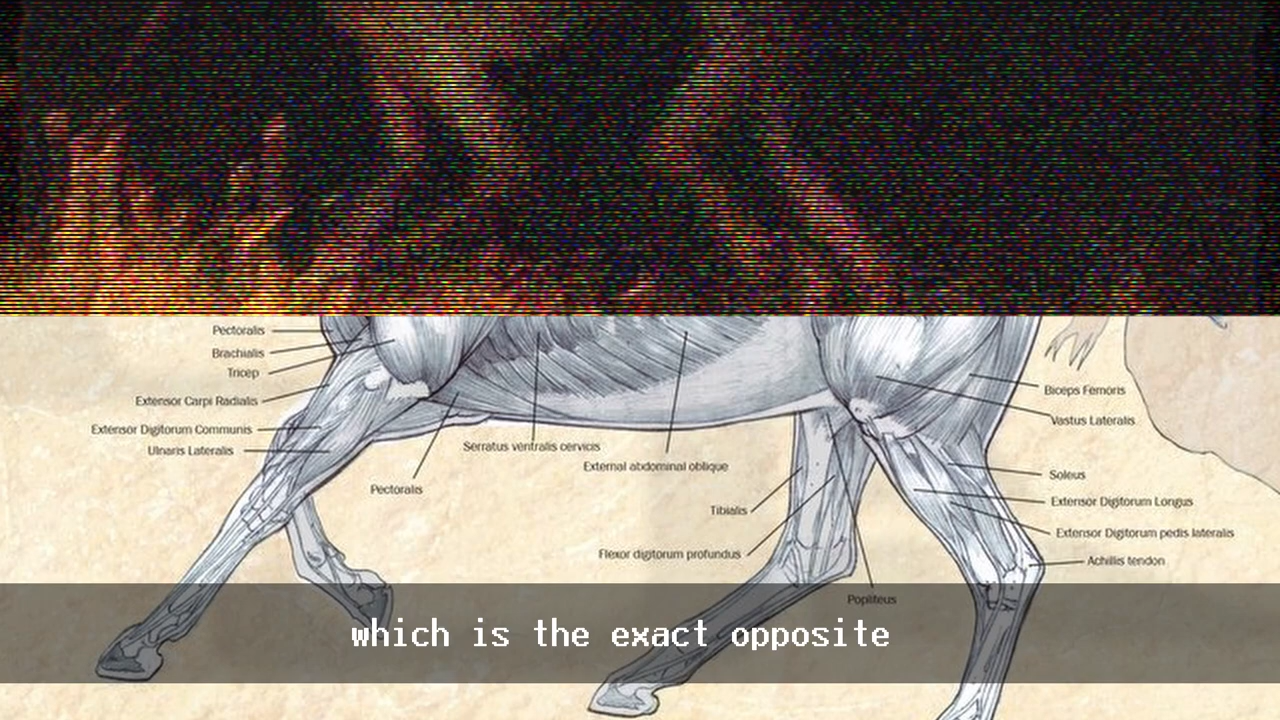 Pectoralis
Brachialis
Tricep
Extensor Carpi Radialis
Extensor Digitorum Communis
Ulnaris Lateralis
Pectoralis
Serratus ventralis cervicis
External abdominal oblique
Tibialis
Flexor digitorum profundus
Popliteus
Biceps Femoris
Vastus Lateralis
Soleus
Extensor Digitorum Longus
Extensor Digitorum pedis lateralis
Achillis tendon
which is the exact opposite